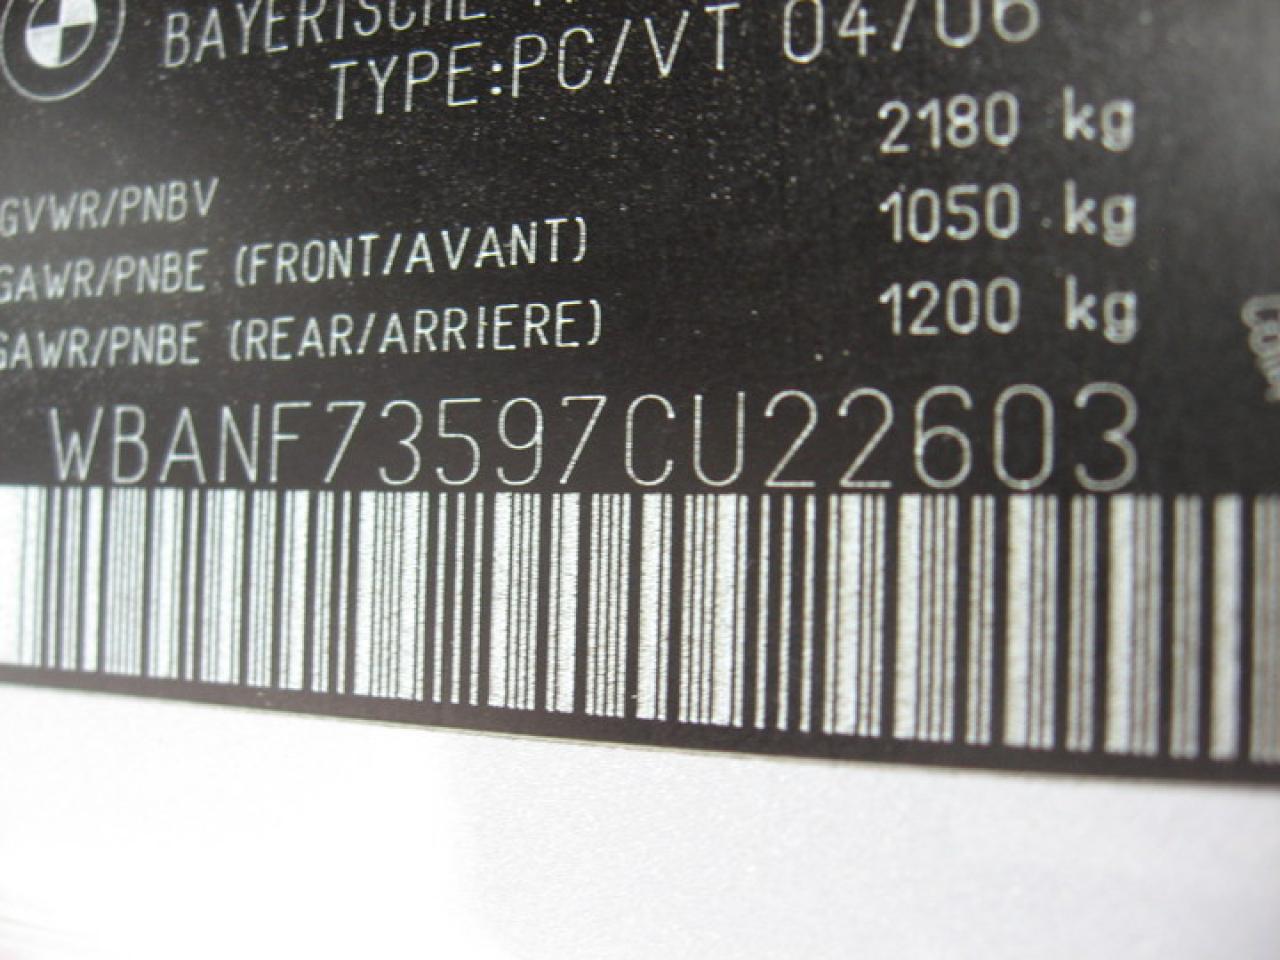 BAYERISCHE
TYPE:PC/VT 04/06
2180 kg
GVWR/PNBV
1050 kg
GAWR/PNBE (FRONT/AVANT)
1200 kg
GAWR/PNBE (REAR/ARRIERE)
WBANF73597CU22603